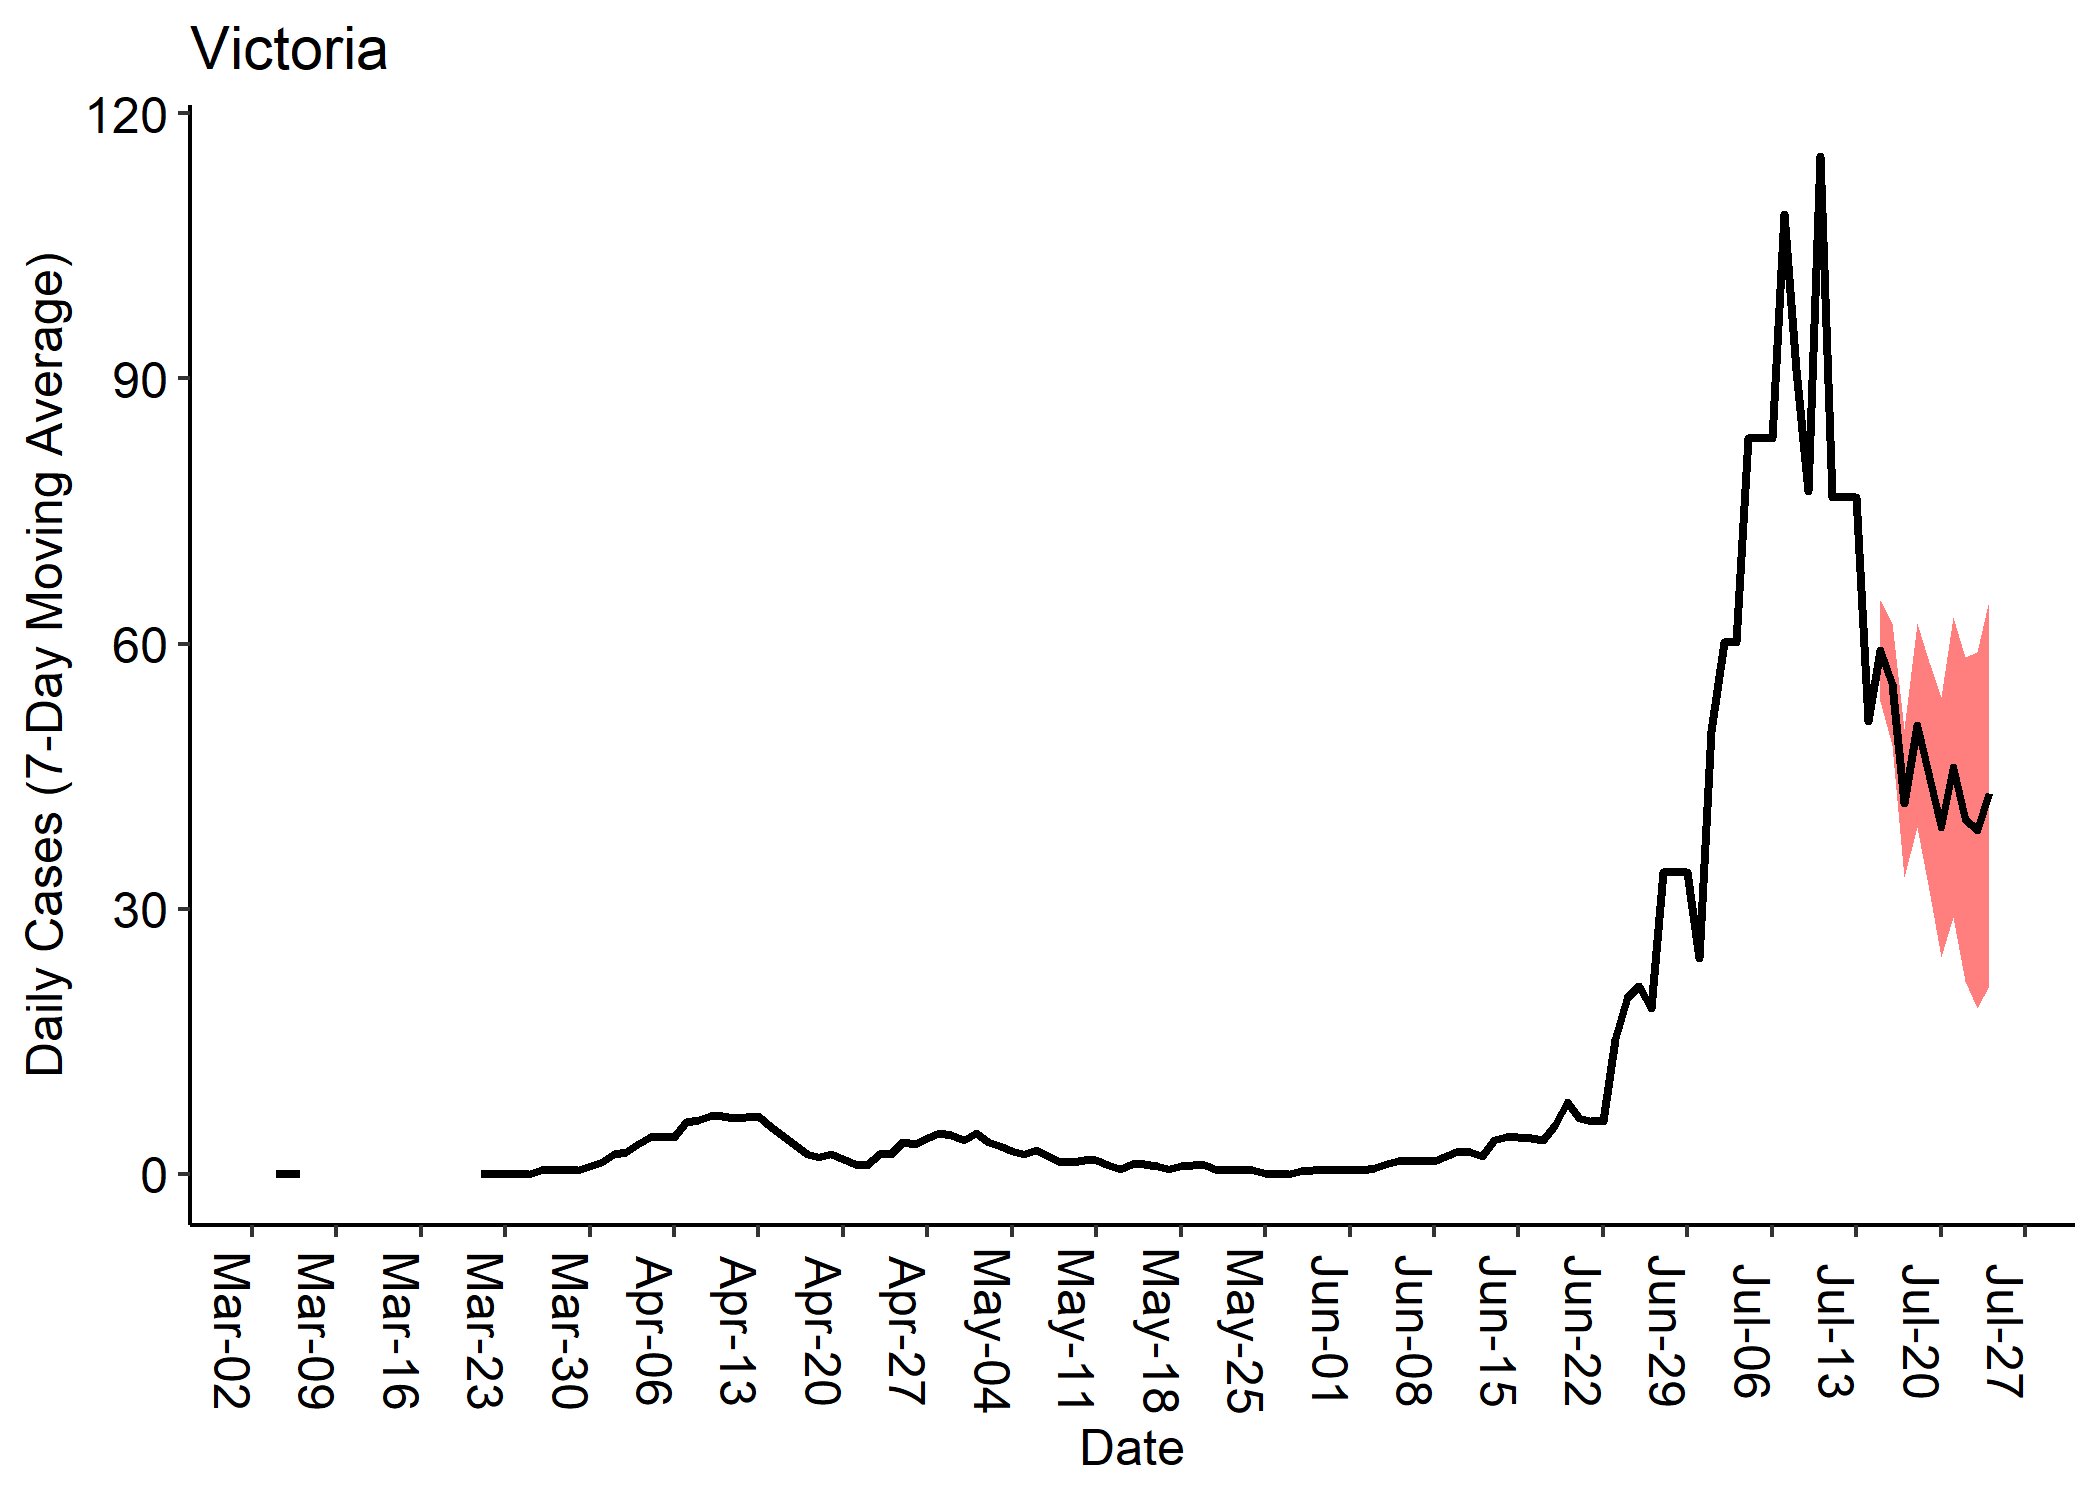 Victoria
Daily Cases (7-Day Moving Average)
120
90
60
30
0
Mar-02
Mar-09
Mar-16
Mar-23
Mar-30
Apr-06
Apr-13
Apr-20
Apr-27
May-04
May-11
May-18
May-25
Jun-01
Jun-08
Jun-15
Jun-22
Jun-29
Jul-06
Jul-13
Jul-20
Jul-27
Date